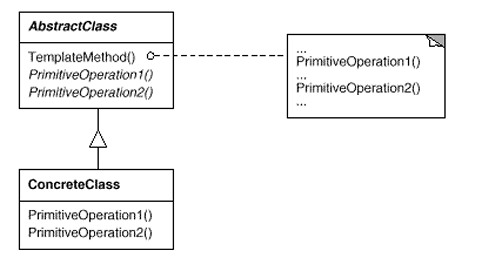 AbstractClass
TemplateMethod()
PrimitiveOperation1()
PrimitiveOperation2()
...
PrimitiveOperation1()
...
PrimitiveOperation2()
...
ConcreteClass
PrimitiveOperation1()
PrimitiveOperation2()